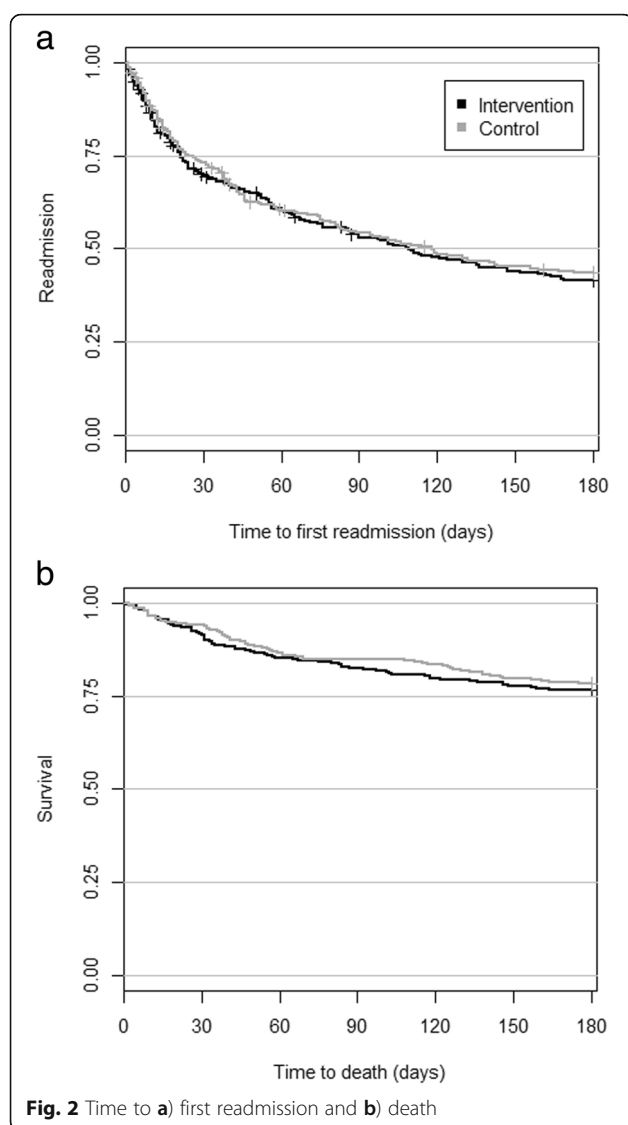 a
1.00
0.75
0.50
0.25
0.00
Readmission
Intervention
Control
0 30 60 90 120 150 180
Time to first readmission (days)
b
1.00
0.75
0.50
0.25
0.00
Survival
0 30 60 90 120 150 180
Time to death (days)
Fig. 2 Time to a) first readmission and b) death